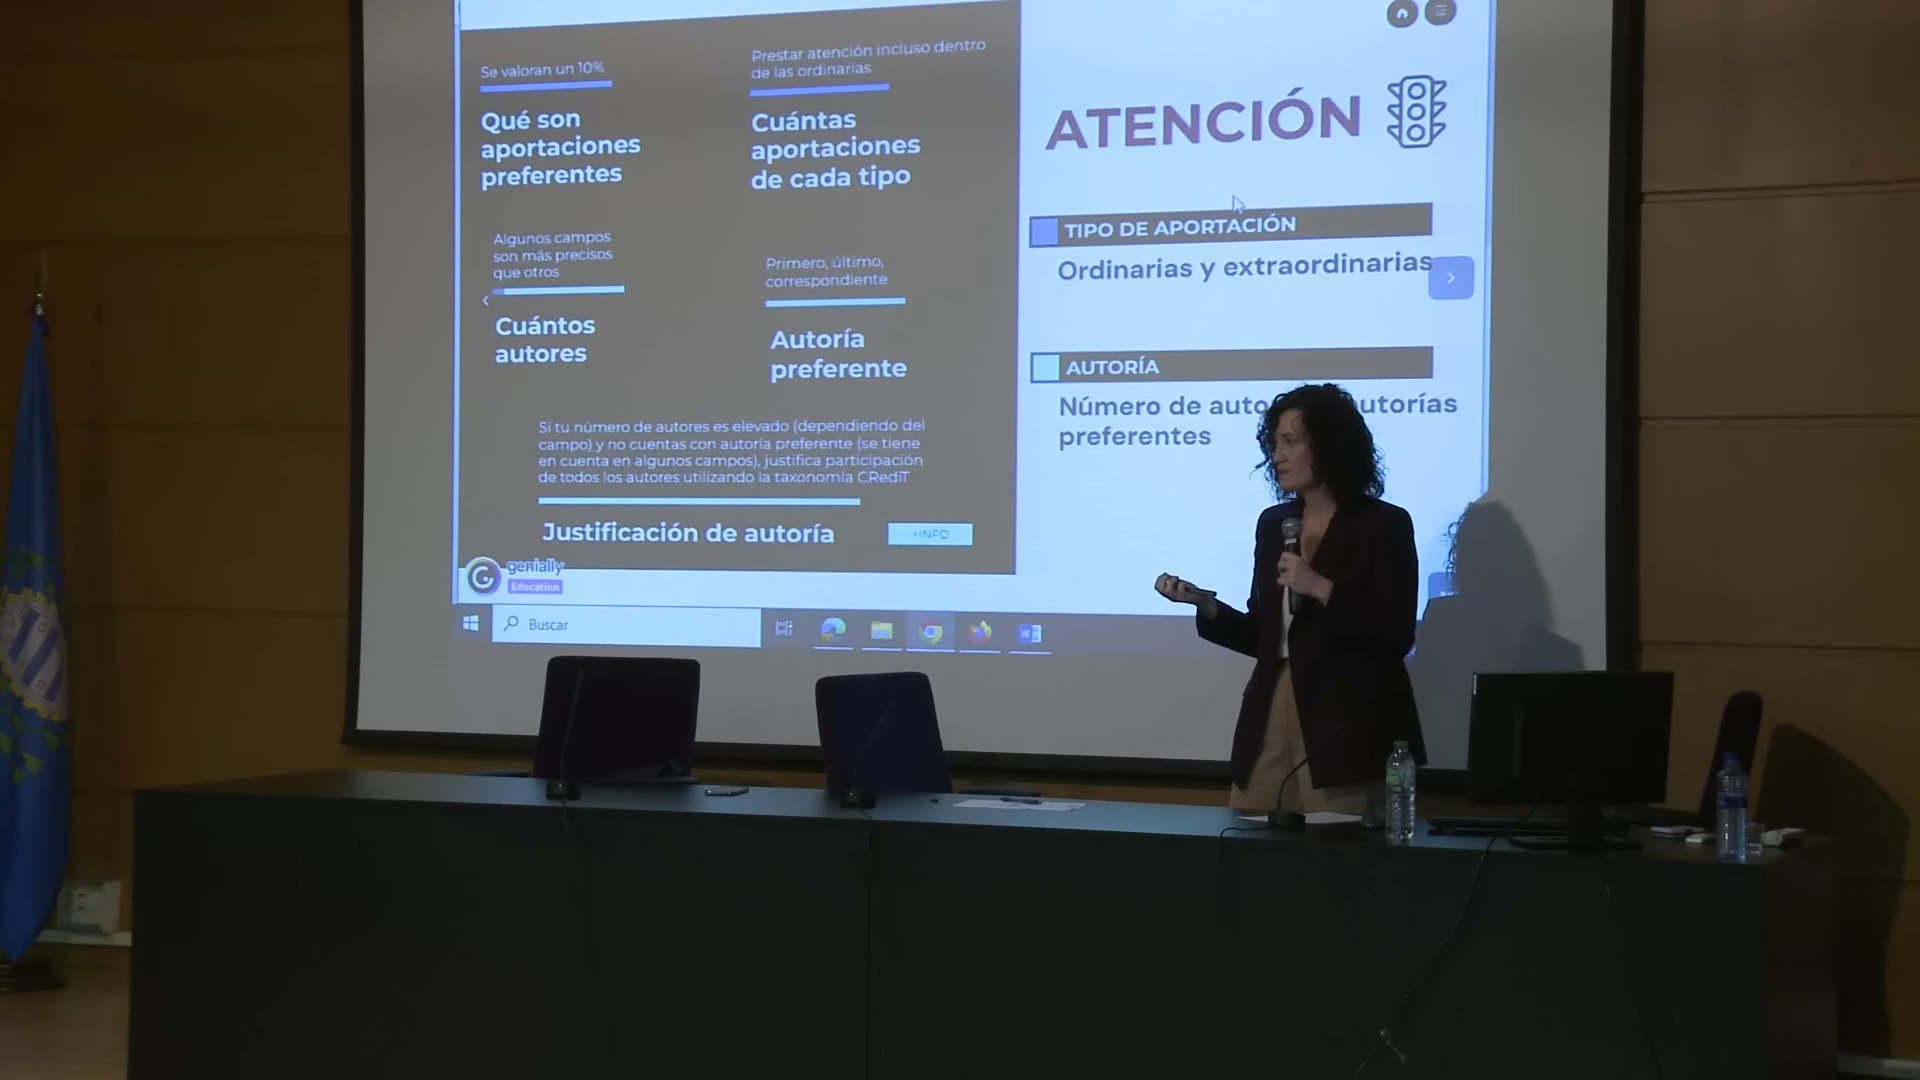 Se valoran un 10%
Qué son
aportaciones
preferentes
Prestar atención incluso dentro
de las ordinarias
Cuántas
aportaciones
de cada tipo
Algunos campos
son más precisos
que otros
Cuántos
autores
Primero, último,
correspondiente
Autoría
preferente
Si tu número de autores es elevado (dependiendo del
campo) y no cuentas con autoría preferente (se tiene
en cuenta en algunos campos), justifica participación
de todos los autores utilizando la taxonomía CRediT
Justificación de autoría
+INFO
genially
Education
ATENCIÓN
TIPO DE APORTACIÓN
Ordinarias y extraordinarias
AUTORÍA
Número de
preferentes
Buscar